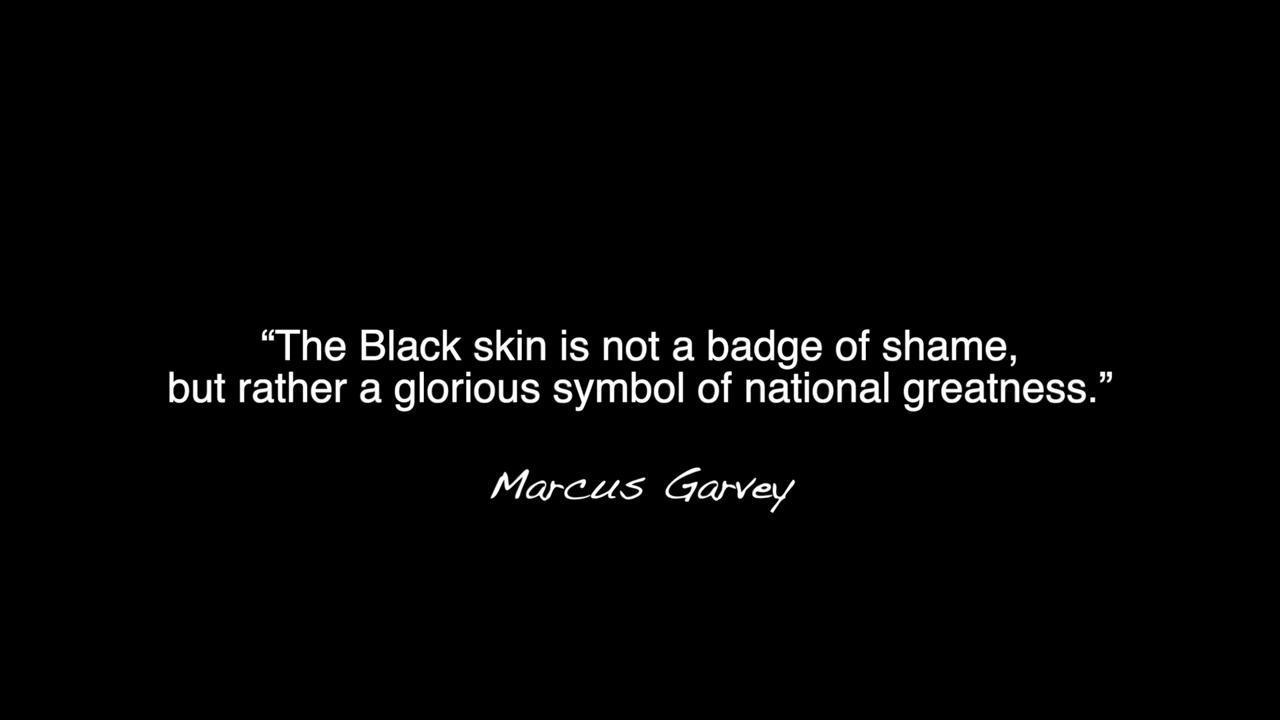 “The Black skin is not a badge of shame,
but rather a glorious symbol of national greatness.”
Marcus Garvey